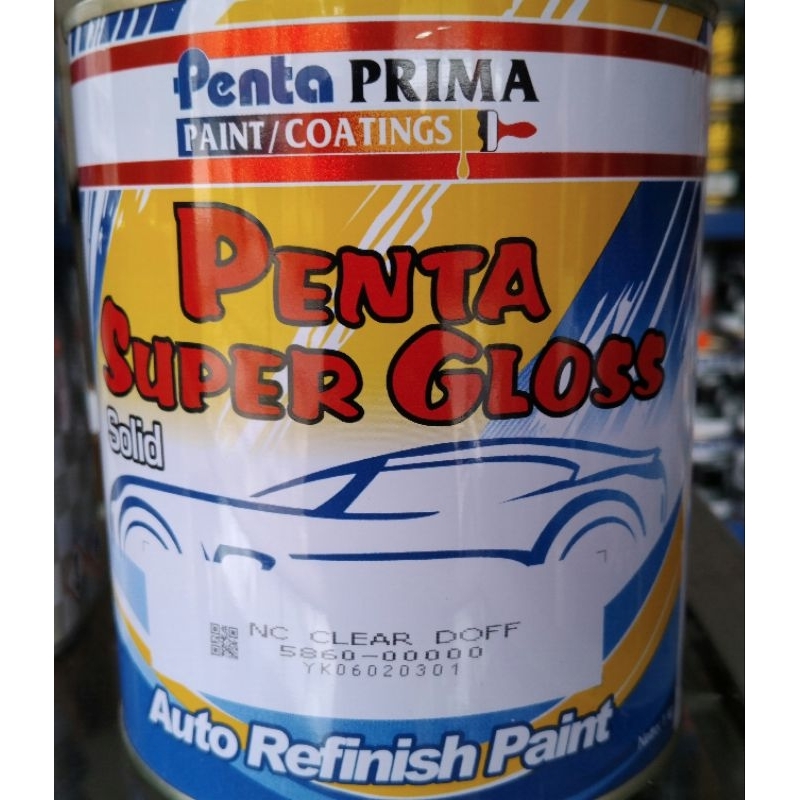 Penta PRIMA
PAINT/COATINGS
PENTA
SUPER GLOSS
Solid
NC CLEAR DOFF
5860-00000
YK06020301
Auto Refinish Paint